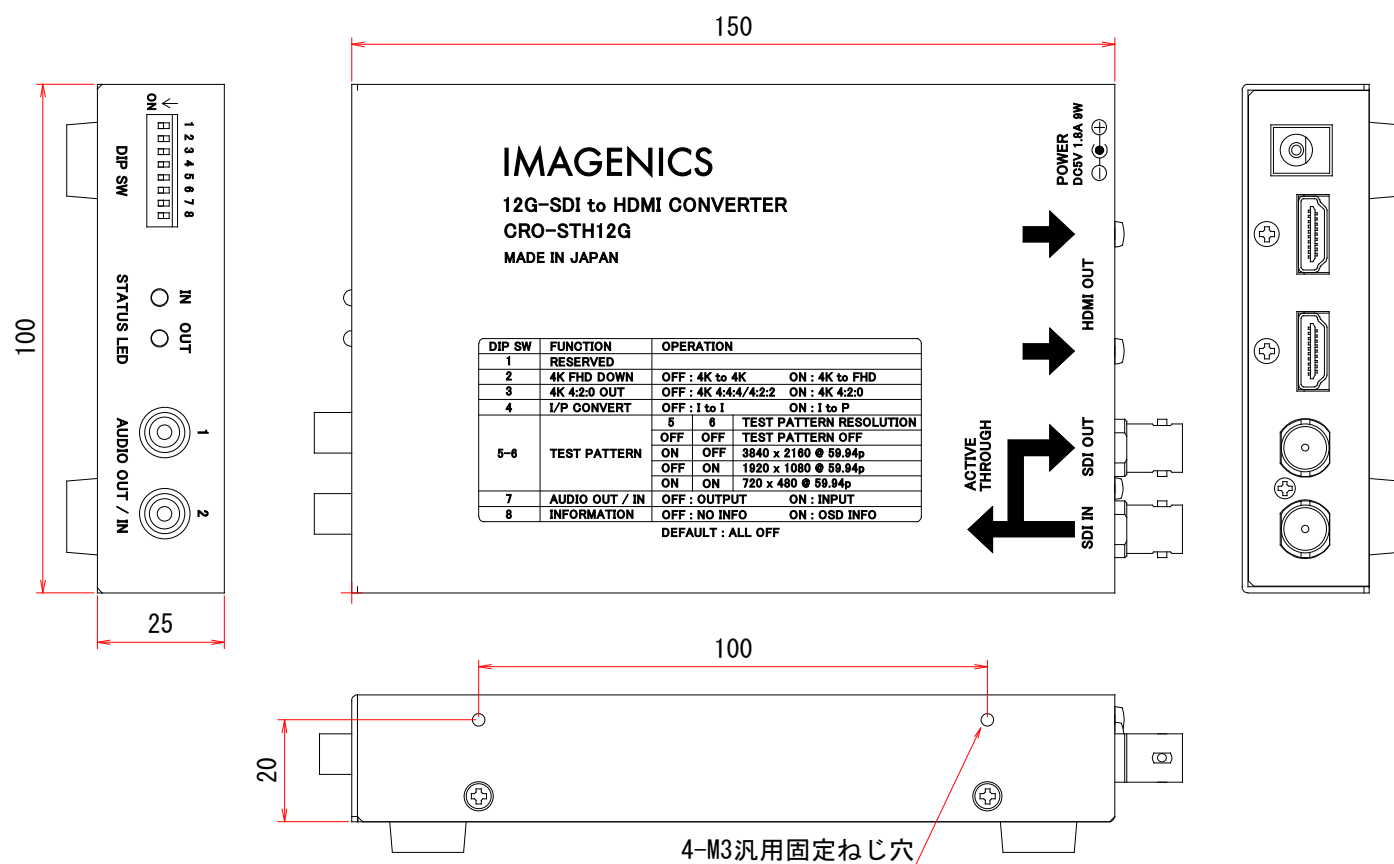 150
100
25
ON ←
1 2 3 4 5 6 7 8
DIP SW
IN
OUT
STATUS LED
1
2
AUDIO OUT / IN
IMAGENICS
12G-SDI to HDMI CONVERTER
CRO-STH12G
MADE IN JAPAN
POWER
DC5V 1.8A 9W
HDMI OUT
DIP SW FUNCTION OPERATION
1 RESERVED
2 4K FHD DOWN OFF : 4K to 4K ON : 4K to FHD
3 4K 4:2:0 OUT OFF : 4K 4:4:4/4:2:2 ON : 4K 4:2:0
4 I/P CONVERT OFF : I to I ON : I to P
5 6 TEST PATTERN RESOLUTION
OFF OFF TEST PATTERN OFF
5-6 TEST PATTERN ON OFF 3840 x 2160 @ 59.94p
OFF ON 1920 x 1080 @ 59.94p
ON ON 720 x 480 @ 59.94p
7 AUDIO OUT / IN OFF : OUTPUT ON : INPUT
8 INFORMATION OFF : NO INFO ON : OSD INFO
DEFAULT : ALL OFF
ACTIVE
THROUGH
SDI OUT
SDI IN
100
20
4-M3汎用固定ねじ穴